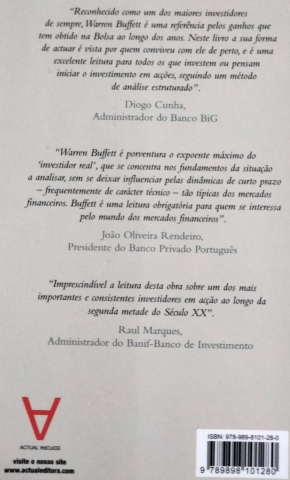 "Reconhecido como um dos maiores investidores
de sempre, Warren Buffett é uma referência pelos ganhos que
tem obtido na Bolsa ao longo dos anos. Neste livro a sua forma
de actuar é vista por quem conviveu com ele de perto, e é uma
excelente leitura para todos os que investem ou pensam
iniciar o investimento em acções, seguindo um método
de análise estruturado".
Diogo Cunha,
Administrador do Banco BiG
"Warren Buffett é porventura o expoente máximo do
'investidor real', que se concentra nos fundamentos da situação
a analisar, sem se deixar influenciar pelas dinâmicas de curto prazo
– frequentemente de carácter técnico – tão típicas dos mercados
financeiros. Buffett é uma leitura obrigatória para quem se interessa
pelo mundo dos mercados financeiros".
João Oliveira Rendeiro,
Presidente do Banco Privado Português
"Imprescindível a leitura desta obra sobre um dos mais
importantes e consistentes investidores em acção ao longo da
segunda metade do Século XX".
Raul Marques,
Administrador do Banif-Banco de Investimento
ACTUAL EDITORA
visite o nosso site
www.actualeditora.com
ISBN: 978-989-8101-28-0
9 789898 101280